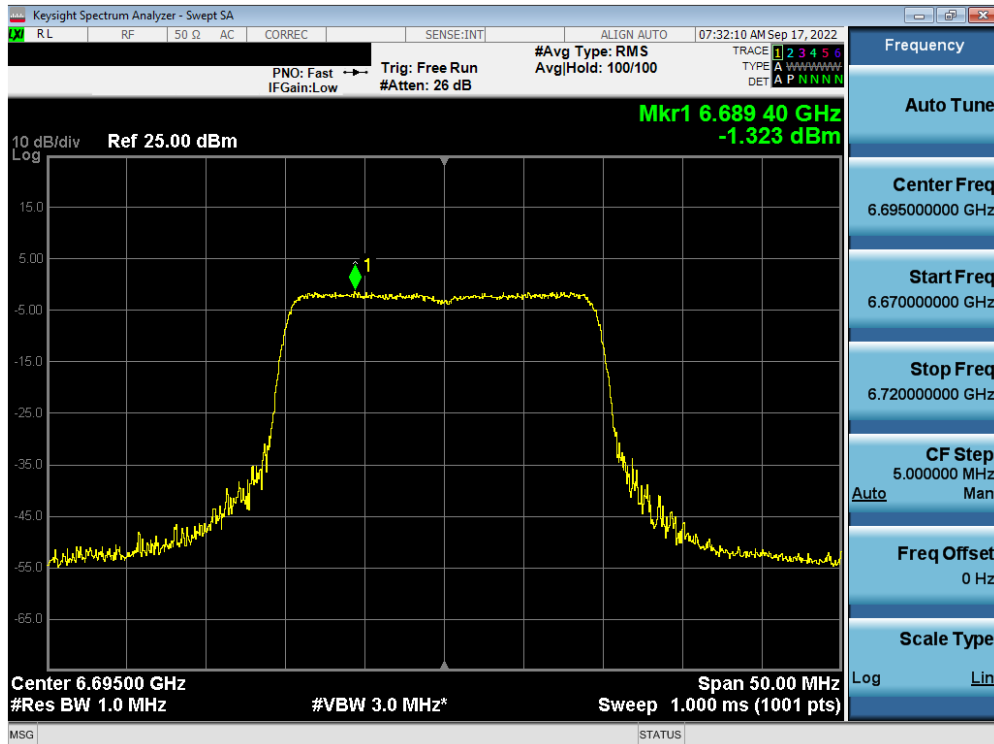 Keysight Spectrum Analyzer - Swept SA
LXI RL RF 50 Ω AC CORREC SENSE:INT ALIGN AUTO 07:32:10 AM Sep 17, 2022
Frequency
#Avg Type: RMS
TRACE 1 2 3 4 5 6
PNO: Fast
Trig: Free Run
Avg|Hold: 100/100
TYPE A WWWWW
IFGain:Low
#Atten: 26 dB
DET A P N N N N
Mkr1 6.689 40 GHz
-1.323 dBm
10 dB/div
Ref 25.00 dBm
Log
15.0
5.00
-5.00
-15.0
-25.0
-35.0
-45.0
-55.0
-65.0
1
Center 6.69500 GHz
Span 50.00 MHz
#Res BW 1.0 MHz
#VBW 3.0 MHz*
Sweep 1.000 ms (1001 pts)
Auto Tune
Center Freq
6.695000000 GHz
Start Freq
6.670000000 GHz
Stop Freq
6.720000000 GHz
CF Step
5.000000 MHz
Auto Man
Freq Offset
0 Hz
Scale Type
Log Lin
MSG
STATUS